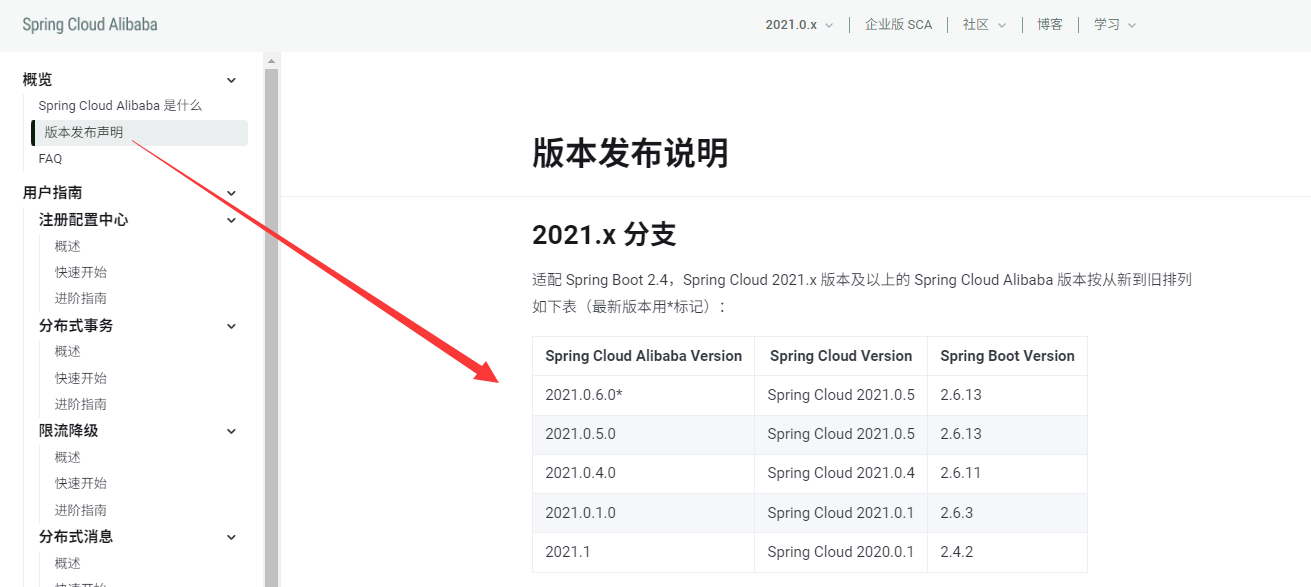 Spring Cloud Alibaba
2021.0.x 企业版 SCA 社区 博客 学习
概览
Spring Cloud Alibaba 是什么
版本发布声明
FAQ
用户指南
注册配置中心
概述
快速开始
进阶指南
分布式事务
概述
快速开始
进阶指南
限流降级
概述
快速开始
进阶指南
分布式消息
概述
快速开始
版本发布说明
2021.x 分支
适配 Spring Boot 2.4，Spring Cloud 2021.x 版本及以上的 Spring Cloud Alibaba 版本按从新到旧排列
如下表（最新版本用*标记）：
Spring Cloud Alibaba Version Spring Cloud Version Spring Boot Version
2021.0.6.0* Spring Cloud 2021.0.5 2.6.13
2021.0.5.0 Spring Cloud 2021.0.5 2.6.13
2021.0.4.0 Spring Cloud 2021.0.4 2.6.11
2021.0.1.0 Spring Cloud 2021.0.1 2.6.3
2021.1 Spring Cloud 2020.0.1 2.4.2